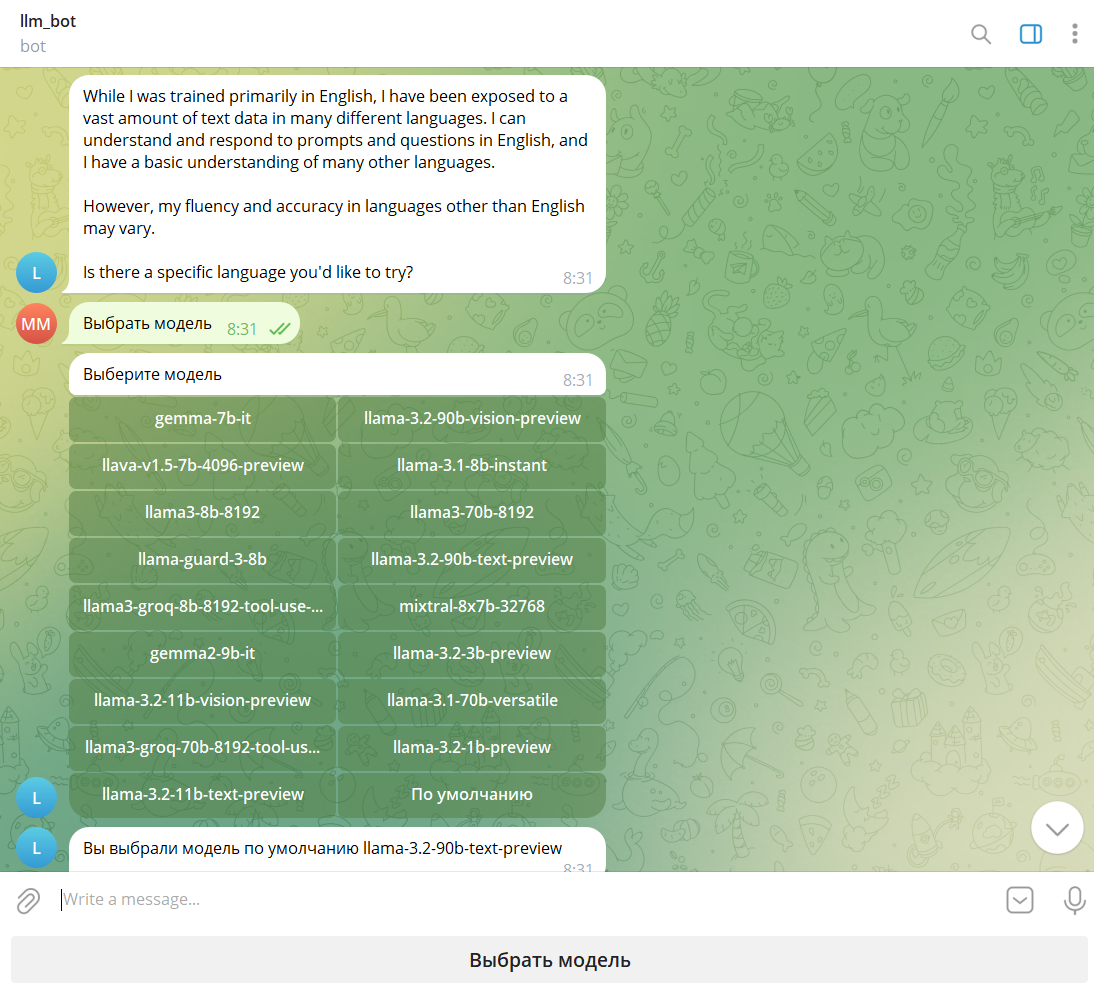 llm_bot
bot
While I was trained primarily in English, I have been exposed to a
vast amount of text data in many different languages. I can
understand and respond to prompts and questions in English, and
I have a basic understanding of many other languages.
However, my fluency and accuracy in languages other than English
may vary.
Is there a specific language you'd like to try?
8:31
L
MM
Выбрать модель 8:31
Выберите модель
8:31
gemma-7b-it
llama-3.2-90b-vision-preview
llava-v1.5-7b-4096-preview
llama-3.1-8b-instant
llama3-8b-8192
llama3-70b-8192
llama-guard-3-8b
llama-3.2-90b-text-preview
llama3-groq-8b-8192-tool-use-...
mixtral-8x7b-32768
gemma2-9b-it
llama-3.2-3b-preview
llama-3.2-11b-vision-preview
llama-3.1-70b-versatile
llama3-groq-70b-8192-tool-us...
llama-3.2-1b-preview
llama-3.2-11b-text-preview
По умолчанию
L
L
Вы выбрали модель по умолчанию llama-3.2-90b-text-preview
8:31
Write a message...
Выбрать модель